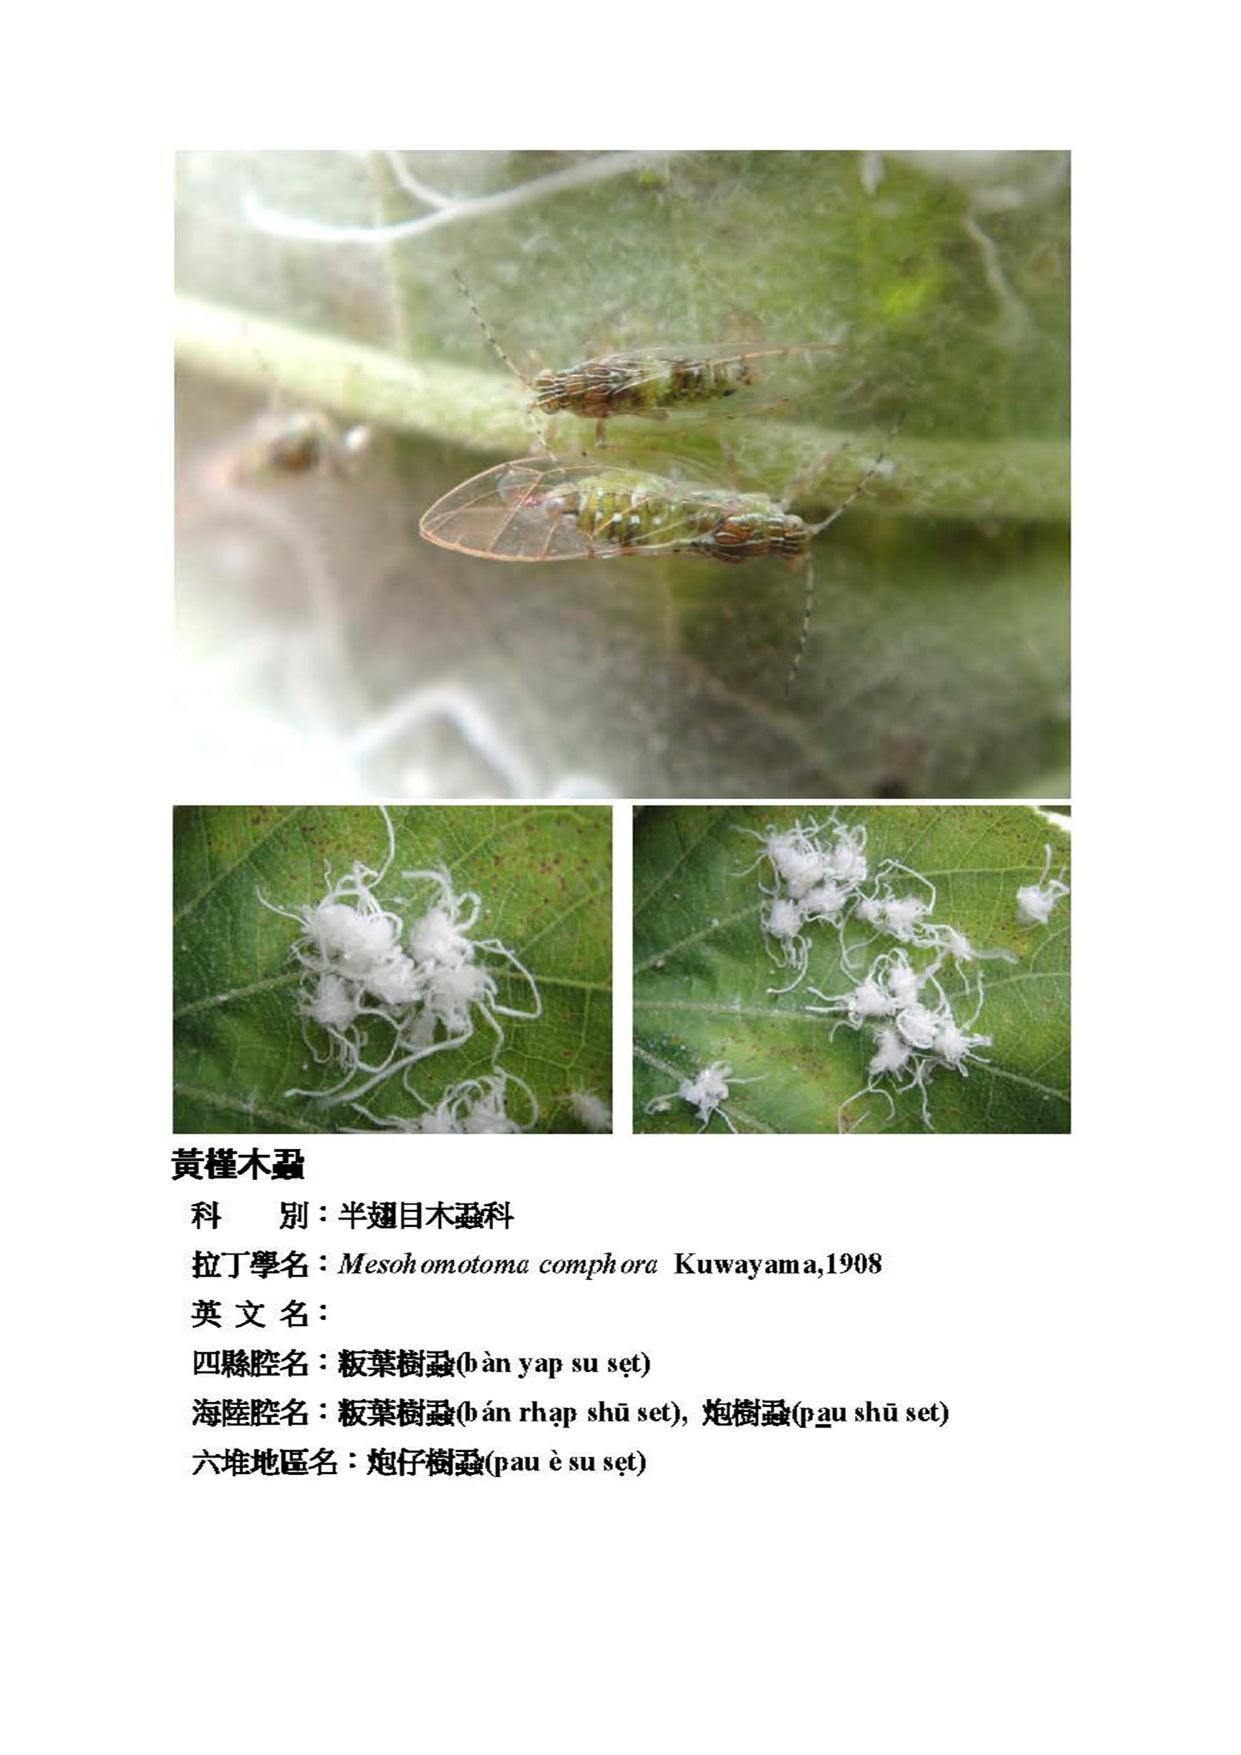 黃槿木蝨
科　　別：半翅目木蝨科
拉丁學名：Mesohomotoma comphora Kuwayama,1908
英 文 名：
四縣腔名：粄葉樹蝨(bàn yap su sẹt)
海陸腔名：粄葉樹蝨(bán rhạp shū set), 炮樹蝨(pa̲u shū set)
六堆地區名：炮仔樹蝨(pau è su sẹt)